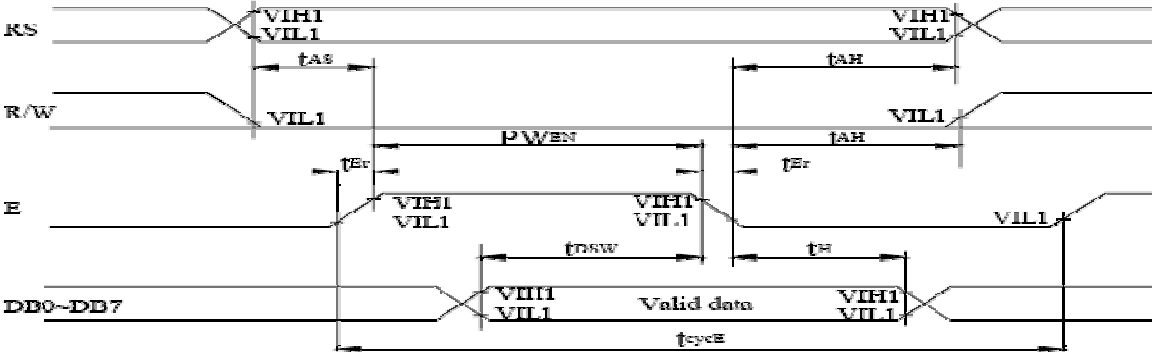 RS VIH1 VIH1
VIL1 VIL1
tAS tAH
R/W VIL1 VIL1
PWEN tAH
tEr tEr
E VIH1 VIH1
VIL1 VIL1 VIL1
tDSW tH
DB0~DB7 VIH1 Valid data VIH1
VIL1 VIL1
tcycE